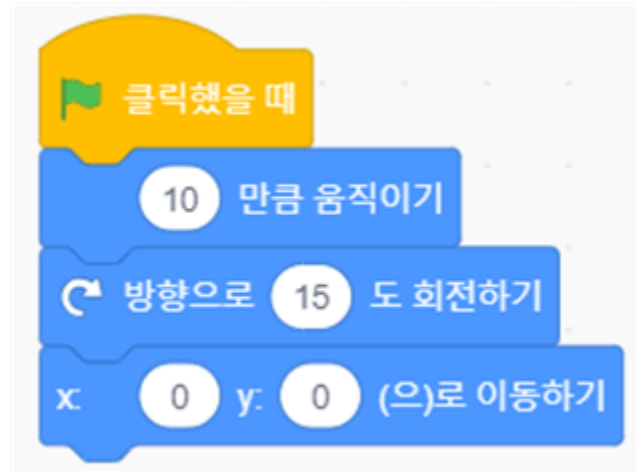 클릭했을 때
10 만큼 움직이기
방향으로 15 도 회전하기
x: 0 y: 0 (으)로 이동하기